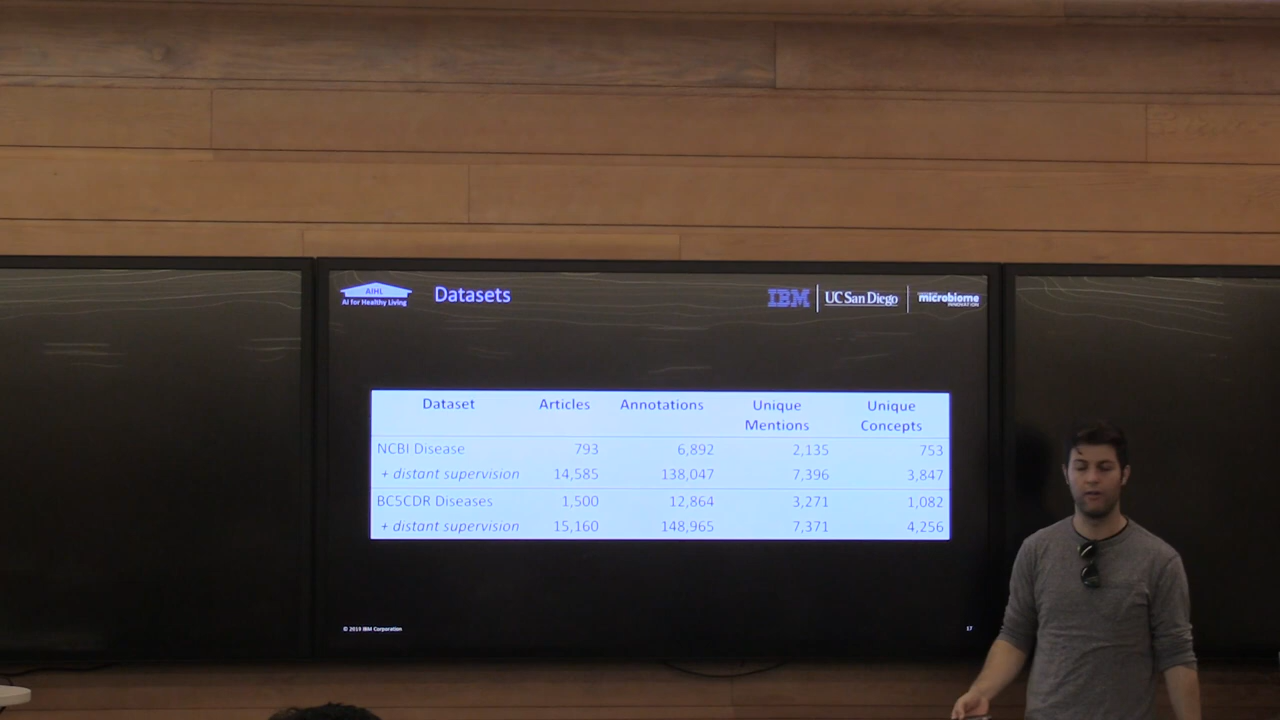 AIHL
AI for Healthy Living
Datasets
IBM
UC San Diego
microbiome
INNOVATION
Dataset Articles Annotations Unique Mentions Unique Concepts
NCBI Disease 793 6,892 2,135 753
+ distant supervision 14,585 138,047 7,396 3,847
BC5CDR Diseases 1,500 12,864 3,271 1,082
+ distant supervision 15,160 148,965 7,371 4,256
© 2019 IBM Corporation
17